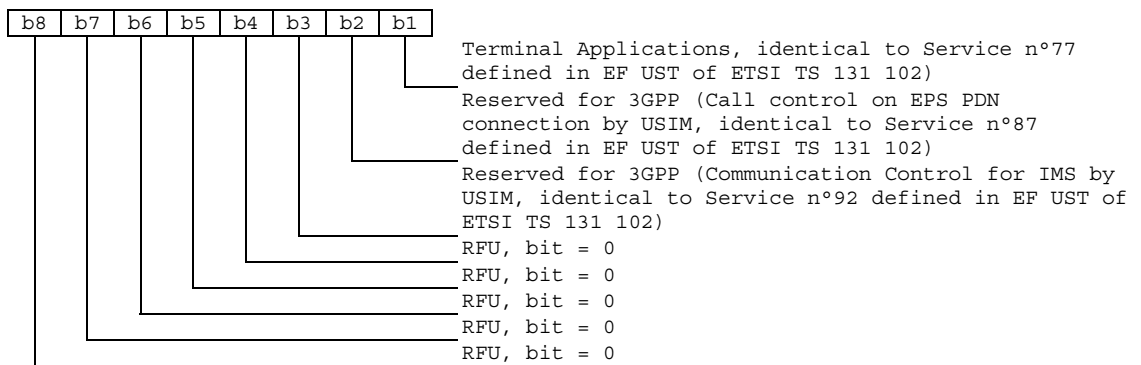 b8 b7 b6 b5 b4 b3 b2 b1
Terminal Applications, identical to Service n°77
defined in EF UST of ETSI TS 131 102)
Reserved for 3GPP (Call control on EPS PDN
connection by USIM, identical to Service n°87
defined in EF UST of ETSI TS 131 102)
Reserved for 3GPP (Communication Control for IMS by
USIM, identical to Service n°92 defined in EF UST of
ETSI TS 131 102)
RFU, bit = 0
RFU, bit = 0
RFU, bit = 0
RFU, bit = 0
RFU, bit = 0